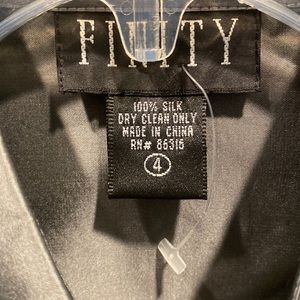 FINITY
100% SILK
DRY CLEAN ONLY
MADE IN CHINA
RN# 86315
4